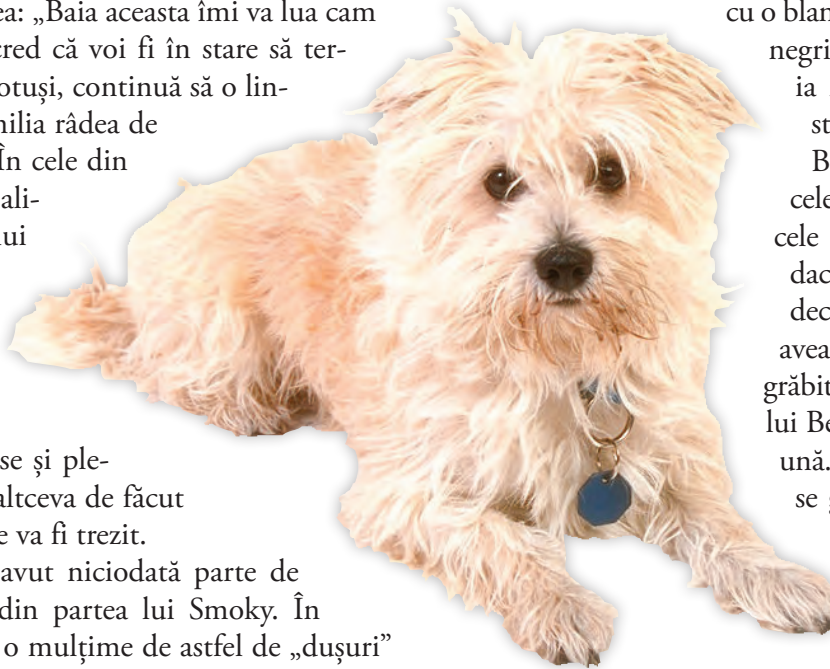 ea: „Baia aceasta îmi va lua cam
cred că voi fi în stare să ter-
otuși, continuă să o lin-
milia râdea de
În cele din
ali-
lui
se și ple-
altceva de făcut
e va fi trezit.
avut niciodată parte de
din partea lui Smoky. În
o mulțime de astfel de „dușuri”
cu o blan
negri
ia
st
B
cele
cele
dac
dec
avea
grăbit
lui Be
ună.
se